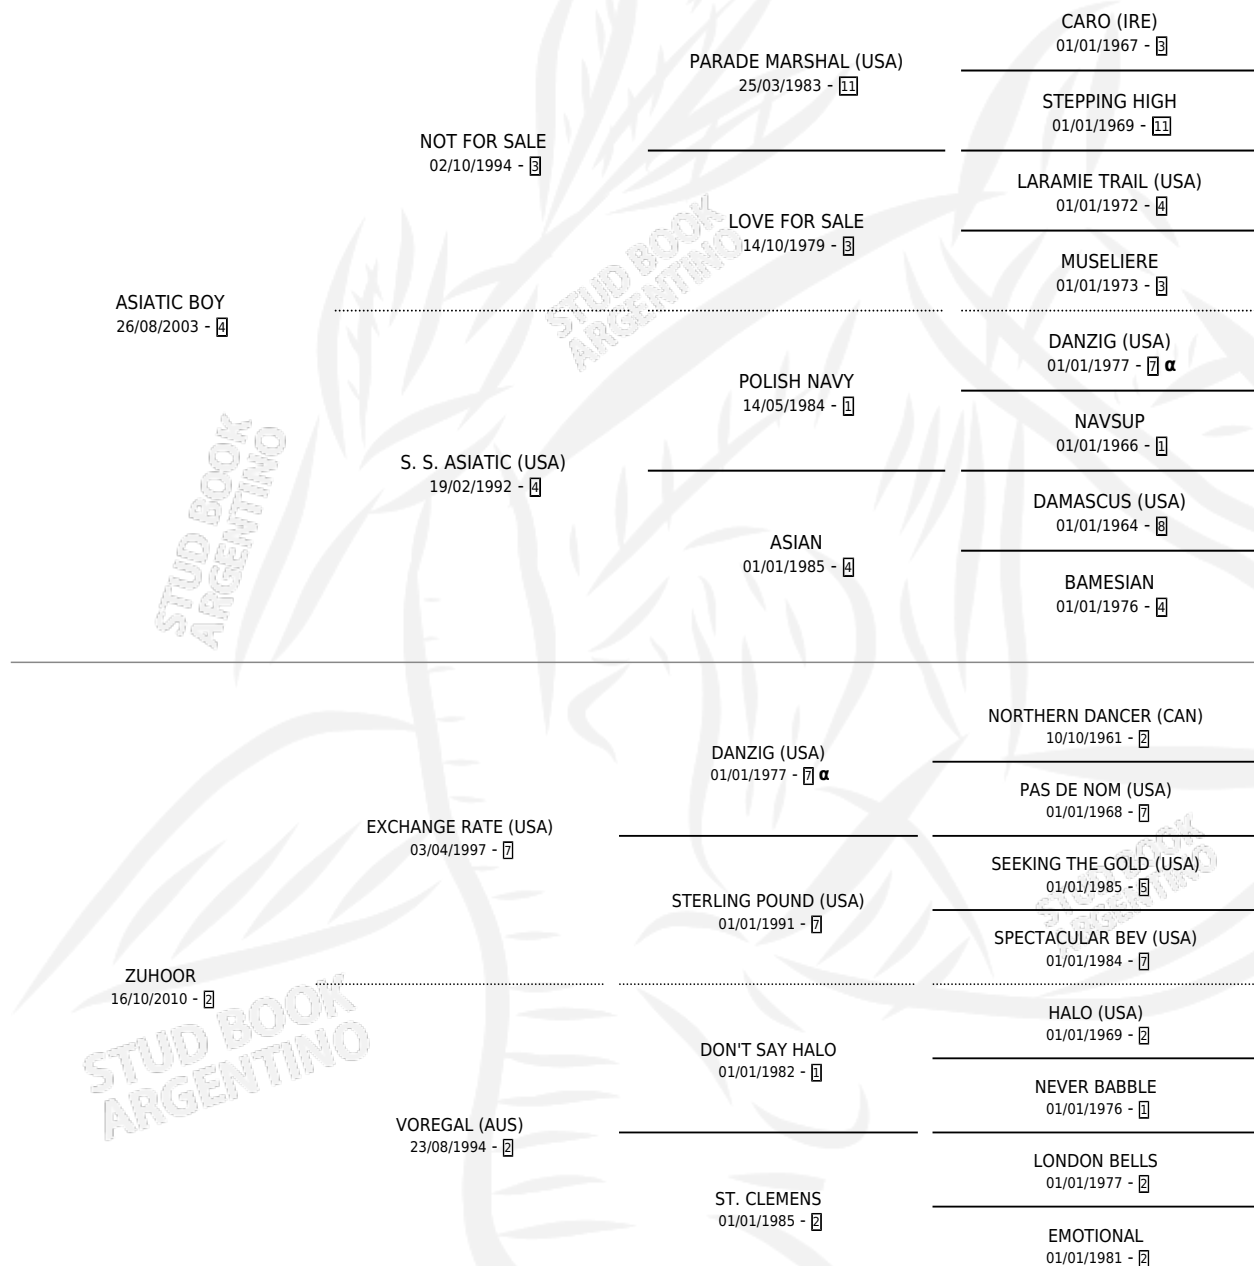 CARO (IRE)
01/01/1967 - 3
PARADE MARSHAL (USA)
25/03/1983 - 11
STEPPING HIGH
01/01/1969 - 11
NOT FOR SALE
02/10/1994 - 3
LARAMIE TRAIL (USA)
01/01/1972 - 4
LOVE FOR SALE
14/10/1979 - 3
MUSELIERE
01/01/1973 - 3
ASIATIC BOY
26/08/2003 - 4
STUD BOOK
ARGENTINO
DANZIG (USA)
01/01/1977 - 7 α
POLISH NAVY
14/05/1984 - 1
NAVSUP
01/01/1966 - 1
S. S. ASIATIC (USA)
19/02/1992 - 4
DAMASCUS (USA)
01/01/1964 - 8
ASIAN
01/01/1985 - 4
BAMESIAN
01/01/1976 - 4
STUD BOOK
ARGENTINO
NORTHERN DANCER (CAN)
10/10/1961 - 2
DANZIG (USA)
01/01/1977 - 7 α
PAS DE NOM (USA)
01/01/1968 - 7
EXCHANGE RATE (USA)
03/04/1997 - 7
SEEKING THE GOLD (USA)
01/01/1985 - 5
STERLING POUND (USA)
01/01/1991 - 7
SPECTACULAR BEV (USA)
01/01/1984 - 7
STUD BOOK
ARGENTINO
ZUHOOR
16/10/2010 - 2
HALO (USA)
01/01/1969 - 2
DON'T SAY HALO
01/01/1982 - 1
NEVER BABBLE
01/01/1976 - 1
VOREGAL (AUS)
23/08/1994 - 2
LONDON BELLS
01/01/1977 - 2
ST. CLEMENS
01/01/1985 - 2
EMOTIONAL
01/01/1981 - 2
STUD BOOK
ARGENTINO